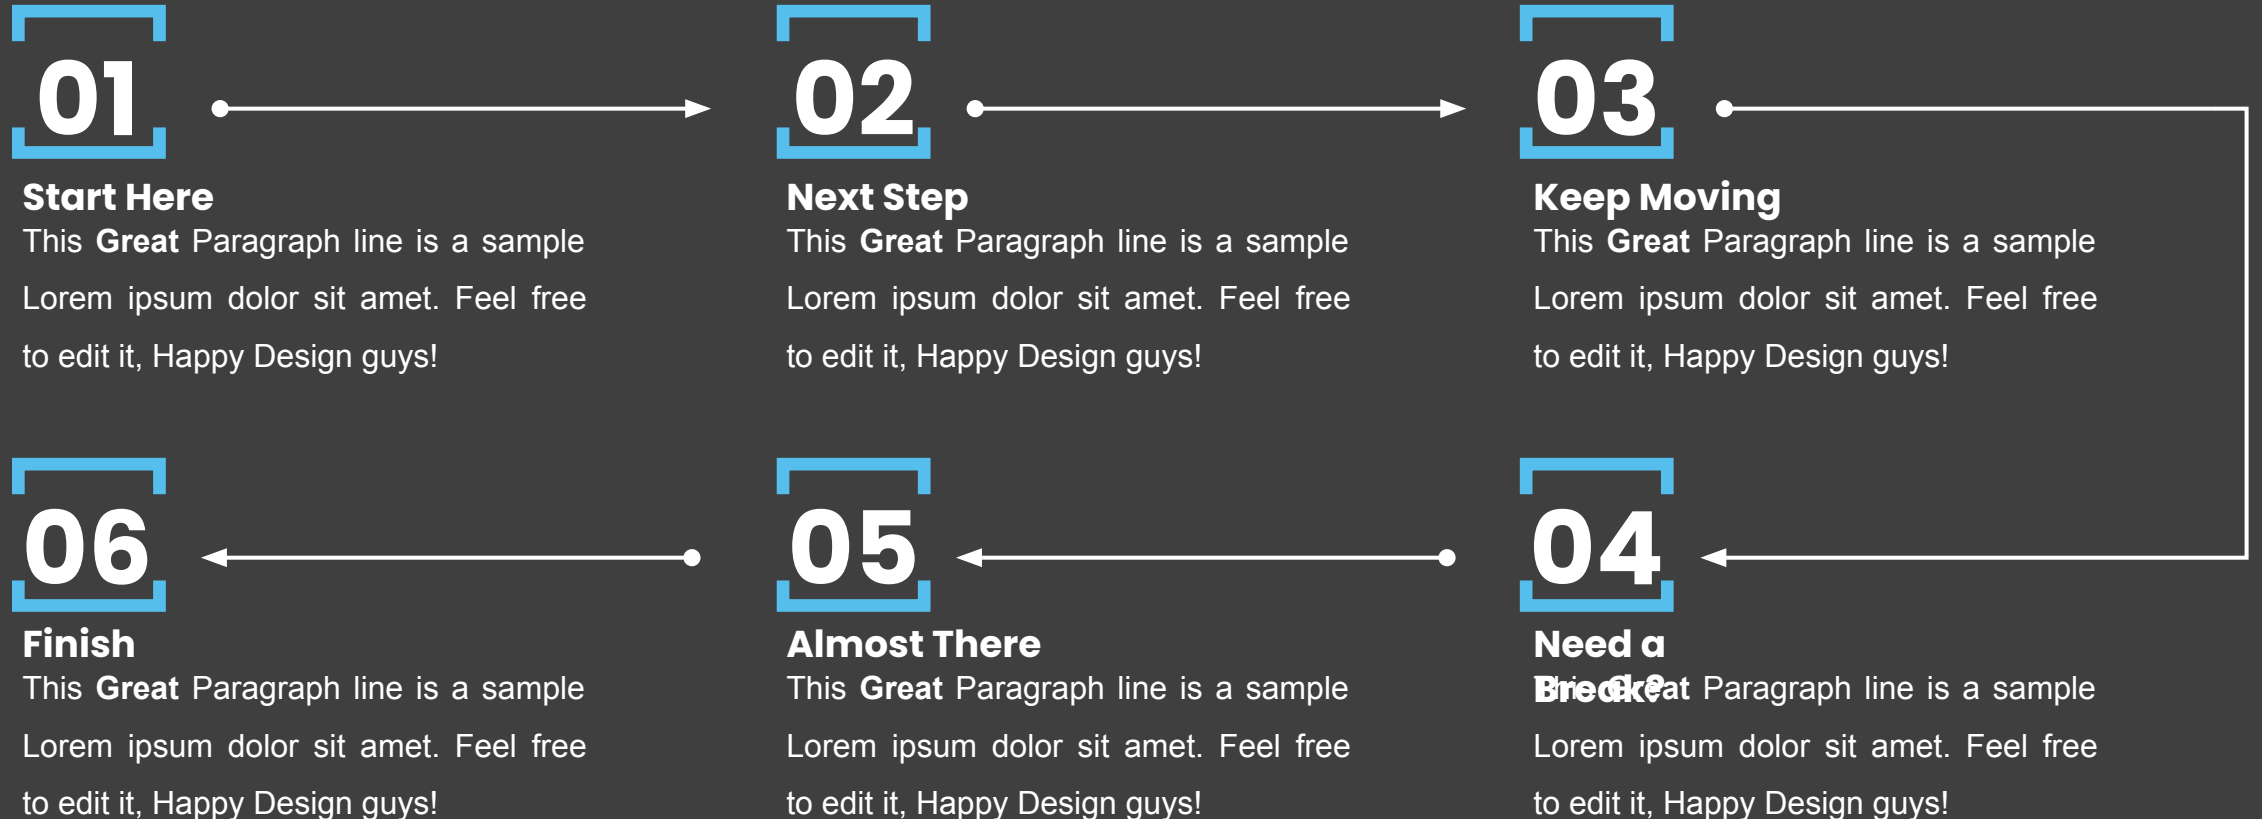 01
Start Here
This Great Paragraph line is a sample
Lorem ipsum dolor sit amet. Feel free
to edit it, Happy Design guys!
02
Next Step
This Great Paragraph line is a sample
Lorem ipsum dolor sit amet. Feel free
to edit it, Happy Design guys!
03
Keep Moving
This Great Paragraph line is a sample
Lorem ipsum dolor sit amet. Feel free
to edit it, Happy Design guys!
04
Need a
Break?
This Great Paragraph line is a sample
Lorem ipsum dolor sit amet. Feel free
to edit it, Happy Design guys!
05
Almost There
This Great Paragraph line is a sample
Lorem ipsum dolor sit amet. Feel free
to edit it, Happy Design guys!
06
Finish
This Great Paragraph line is a sample
Lorem ipsum dolor sit amet. Feel free
to edit it, Happy Design guys!